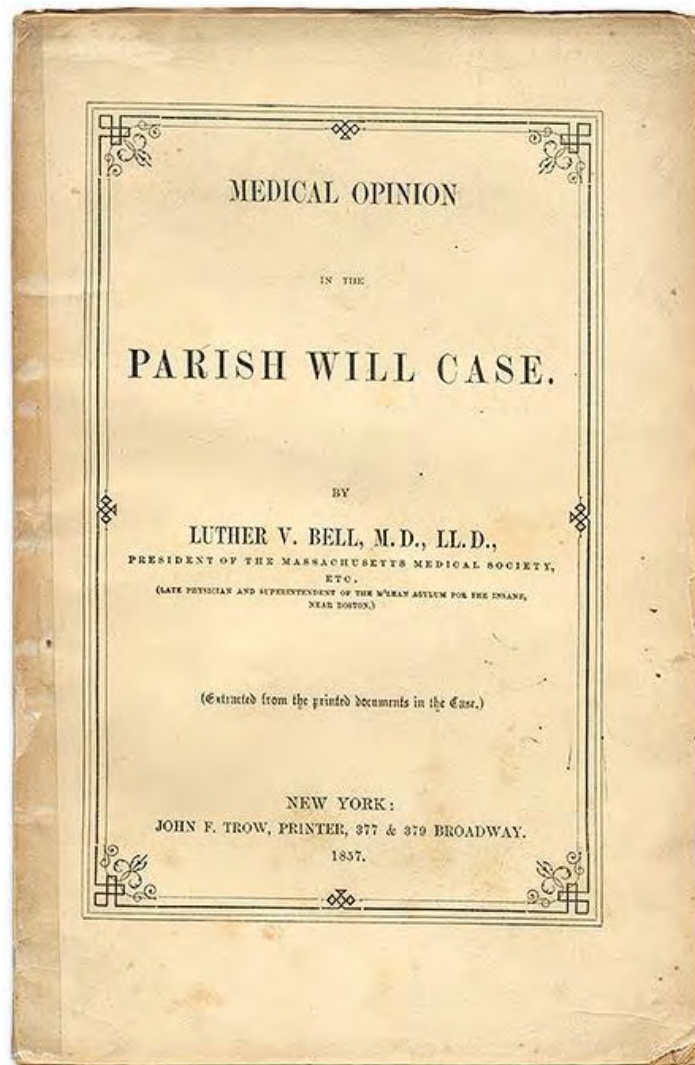 MEDICAL OPINION
IN THE
PARISH WILL CASE.
BY
LUTHER V. BELL, M.D., LL.D.,
PRESIDENT OF THE MASSACHUSETTS MEDICAL SOCIETY,
ETC.
(LATE PHYSICIAN AND SUPERINTENDENT OF THE M'LEAN ASYLUM FOR THE INSANE,
NEAR BOSTON.)
(Extracted from the printed documents in the Case.)
NEW YORK:
JOHN F. TROW, PRINTER, 377 & 379 BROADWAY.
1857.